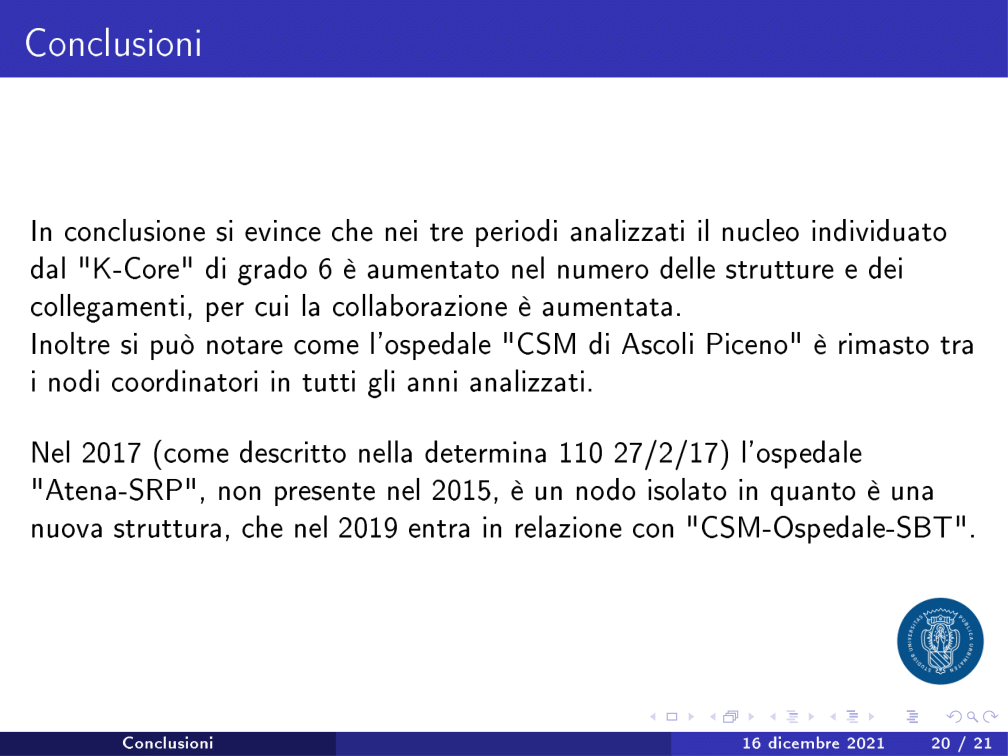 Conclusioni
In conclusione si evince che nei tre periodi analizzati il nucleo individuato
dal "K-Core" di grado 6 è aumentato nel numero delle strutture e dei
collegamenti, per cui la collaborazione è aumentata.
Inoltre si può notare come l'ospedale "CSM di Ascoli Piceno" è rimasto tra
i nodi coordinatori in tutti gli anni analizzati.
Nel 2017 (come descritto nella determina 110 27/2/17) l'ospedale
"Atena-SRP", non presente nel 2015, è un nodo isolato in quanto è una
nuova struttura, che nel 2019 entra in relazione con "CSM-Ospedale-SBT".
Conclusioni
16 dicembre 2021
20 / 21